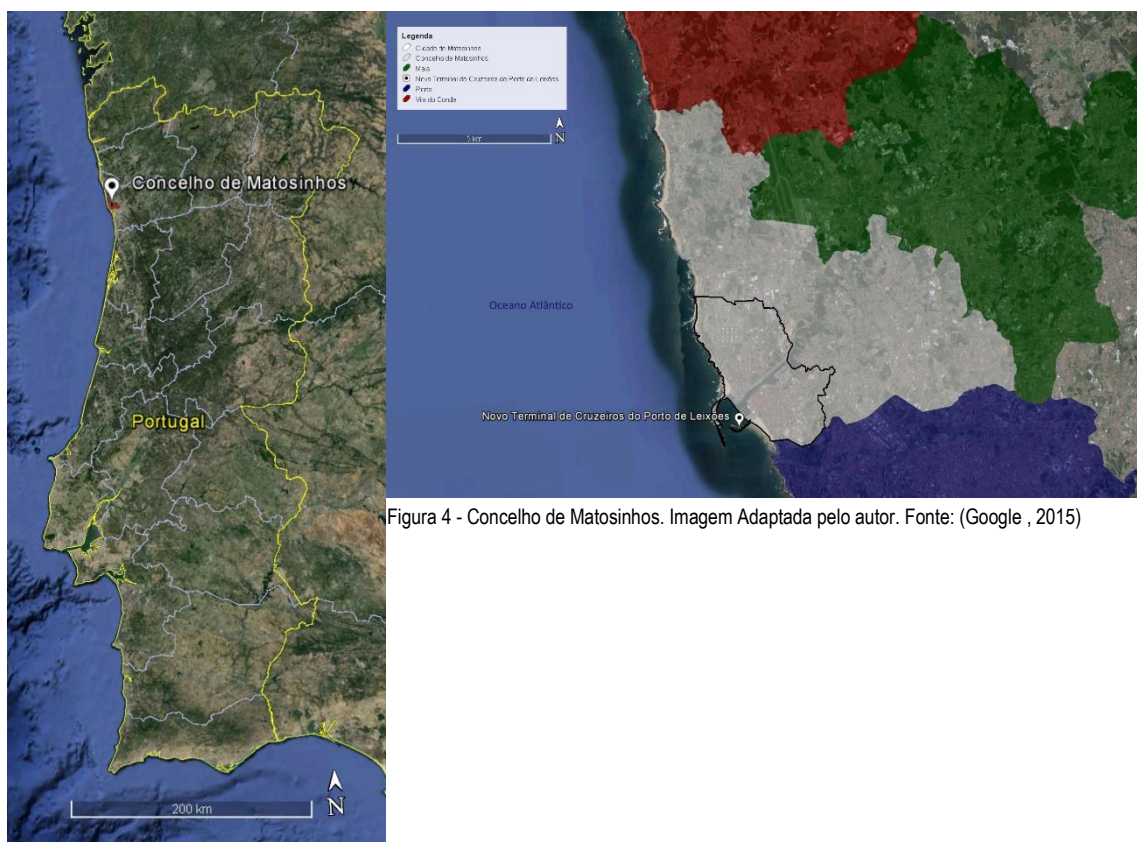 Concelho de Matosinhos
Portugal
200 km
N
Legenda
Cidade de Matosinhos
Concelho de Matosinhos
Maia
Novo Terminal de Cruzeiros do Porto de Leixões
Porto
Vila do Conde
5 km
N
Oceano Atlântico
Novo Terminal de Cruzeiros do Porto de Leixões
Figura 4 - Concelho de Matosinhos. Imagem Adaptada pelo autor. Fonte: (Google , 2015)